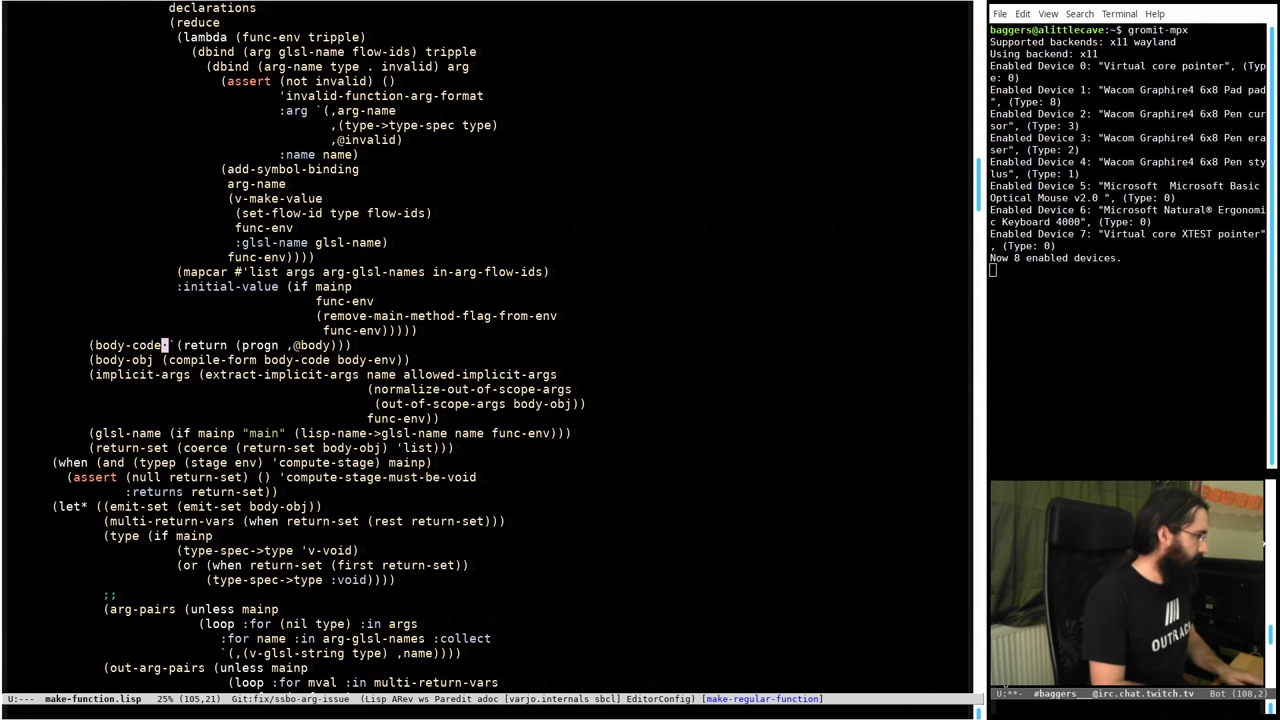 declarations
(reduce
(lambda (func-env tripple)
(dbind (arg glsl-name flow-ids) tripple
(dbind (arg-name type . invalid) arg
(assert (not invalid) ()
'invalid-function-arg-format
:arg `(,arg-name
,(type->type-spec type)
,@invalid)
:name name)
(add-symbol-binding
arg-name
(v-make-value
(set-flow-id type flow-ids)
func-env
:glsl-name glsl-name)
func-env))))
(mapcar #'list args arg-glsl-names in-arg-flow-ids)
:initial-value (if mainp
func-env
(remove-main-method-flag-from-env
func-env)))))
(body-code `(return (progn ,@body)))
(body-obj (compile-form body-code body-env))
(implicit-args (extract-implicit-args name allowed-implicit-args
(normalize-out-of-scope-args
(out-of-scope-args body-obj))
func-env))
(glsl-name (if mainp "main" (lisp-name->glsl-name name func-env)))
(return-set (coerce (return-set body-obj) 'list)))
(when (and (typep (stage env) 'compute-stage) mainp)
(assert (null return-set) () 'compute-stage-must-be-void
:returns return-set))
(let* ((emit-set (emit-set body-obj))
(multi-return-vars (when return-set (rest return-set)))
(type (if mainp
(type-spec->type 'v-void)
(or (when return-set (first return-set))
(type-spec->type :void))))
;;
(arg-pairs (unless mainp
(loop :for (nil type) :in args
:for name :in arg-glsl-names :collect
`(,(v-glsl-string type) ,name))))
(out-arg-pairs (unless mainp
(loop :for mval :in multi-return-vars
U:--- make-function.lisp 25% (105,21) Git:fix/ssbo-arg-issue (Lisp ARev ws Paredit adoc [varjo.internals sbcl] EditorConfig) [make-regular-function]
File Edit View Search Terminal Help
baggers@alittlecave:~$ gromit-mpx
Supported backends: x11 wayland
Using backend: x11
Enabled Device 0: "Virtual core pointer", (Typ
e: 0)
Enabled Device 1: "Wacom Graphire4 6x8 Pad pad
", (Type: 8)
Enabled Device 2: "Wacom Graphire4 6x8 Pen cur
sor", (Type: 3)
Enabled Device 3: "Wacom Graphire4 6x8 Pen era
ser", (Type: 2)
Enabled Device 4: "Wacom Graphire4 6x8 Pen sty
lus", (Type: 1)
Enabled Device 5: "Microsoft  Microsoft Basic
Optical Mouse v2.0 ", (Type: 0)
Enabled Device 6: "Microsoft Natural® Ergonomi
c Keyboard 4000", (Type: 0)
Enabled Device 7: "Virtual core XTEST pointer"
, (Type: 0)
Now 8 enabled devices.
OUTRACK
U:**- #baggers___@irc.chat.twitch.tv Bot (108,2)